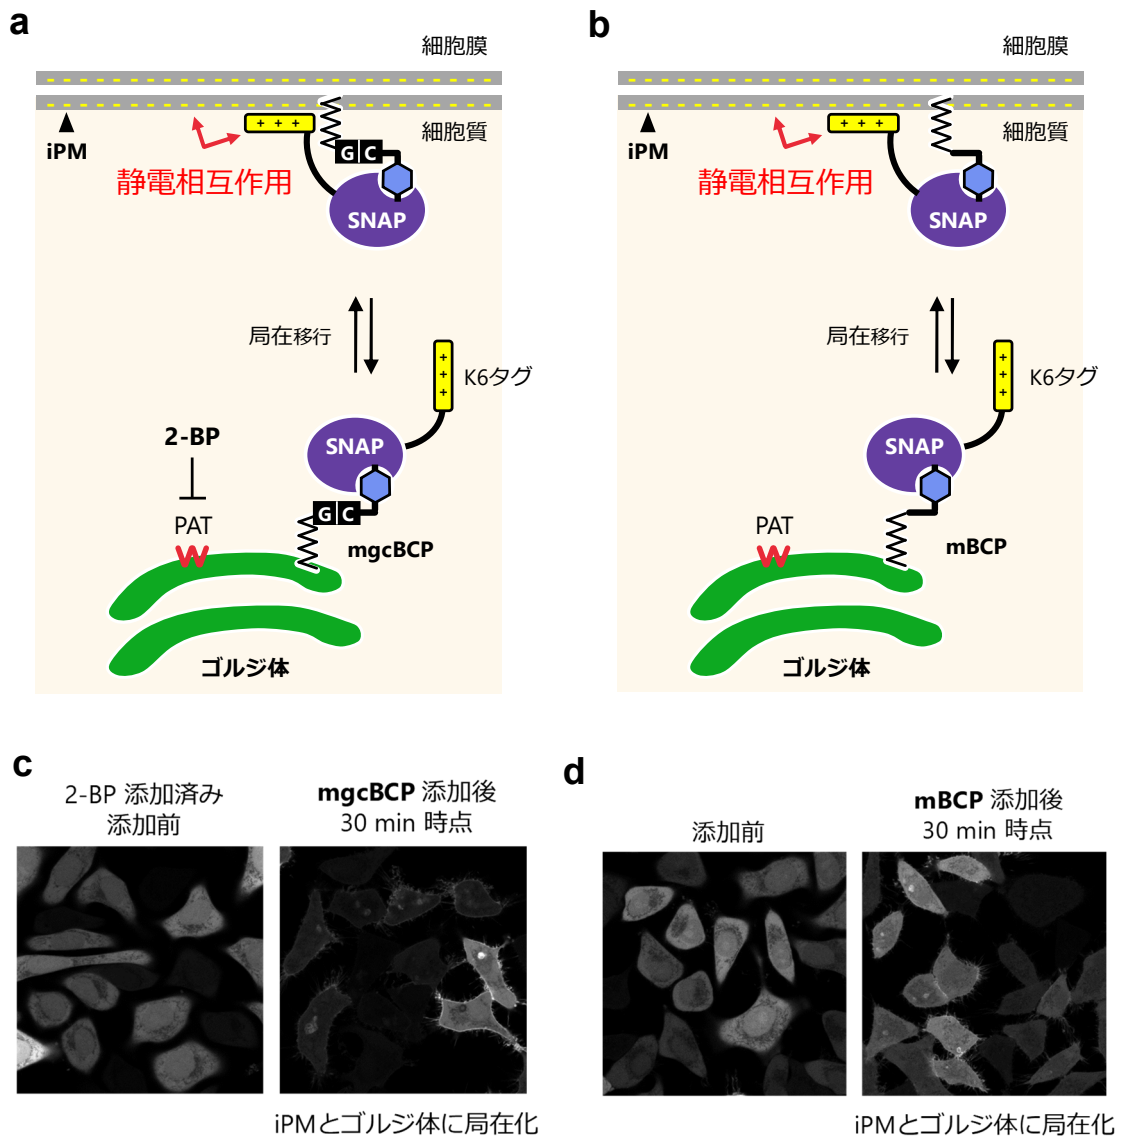 a
細胞膜
iPM
細胞質
静電相互作用
+ + +
G C
SNAP
局在移行
+ + +
K6タグ
2-BP
SNAP
PAT
G C
mgcBCP
ゴルジ体
b
細胞膜
iPM
細胞質
静電相互作用
+ + +
SNAP
局在移行
+ + +
K6タグ
SNAP
PAT
mBCP
ゴルジ体
c
2-BP 添加済み
添加前
mgcBCP 添加後
30 min 時点
iPMとゴルジ体に局在化
d
添加前
mBCP 添加後
30 min 時点
iPMとゴルジ体に局在化